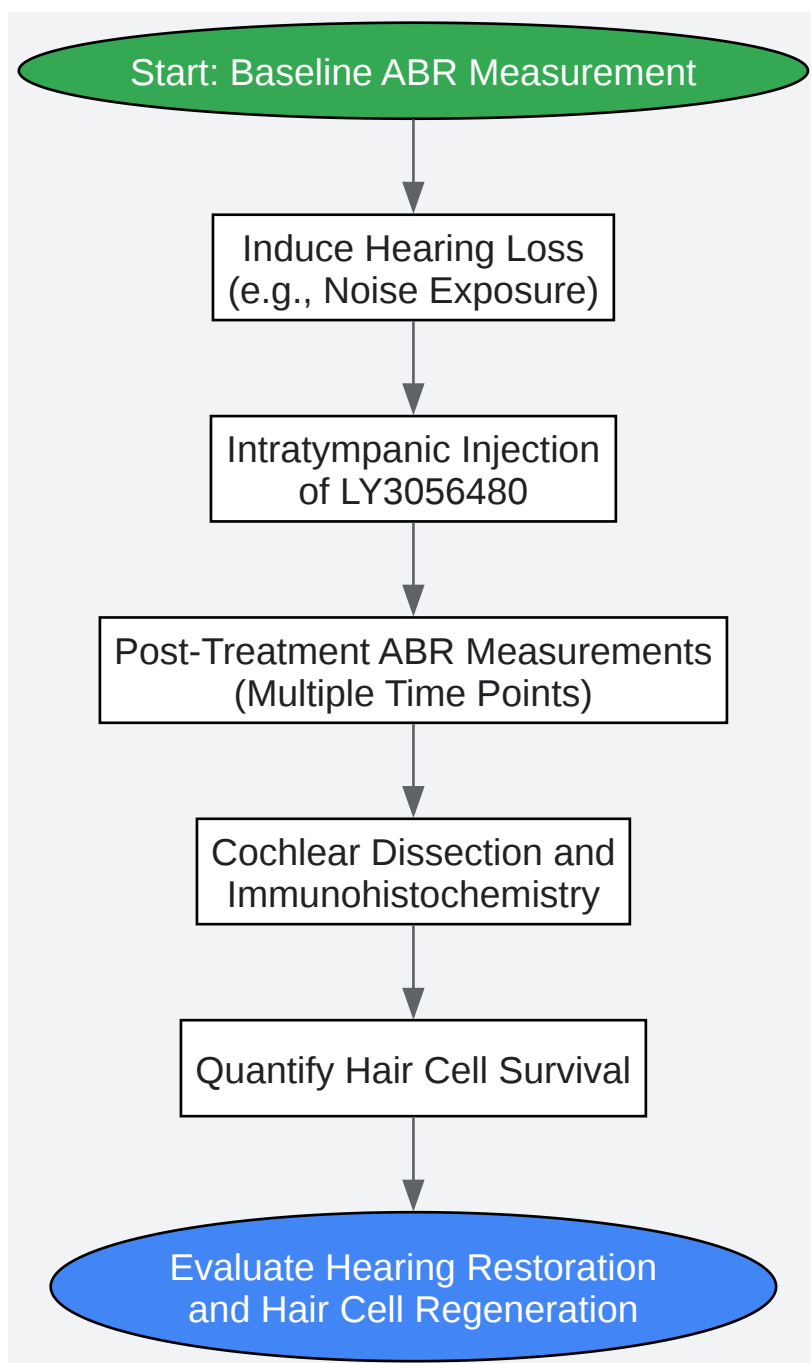 Start: Baseline ABR Measurement
Induce Hearing Loss
(e.g., Noise Exposure)
Intratympanic Injection
of LY3056480
Post-Treatment ABR Measurements
(Multiple Time Points)
Cochlear Dissection and
Immunohistochemistry
Quantify Hair Cell Survival
Evaluate Hearing Restoration
and Hair Cell Regeneration